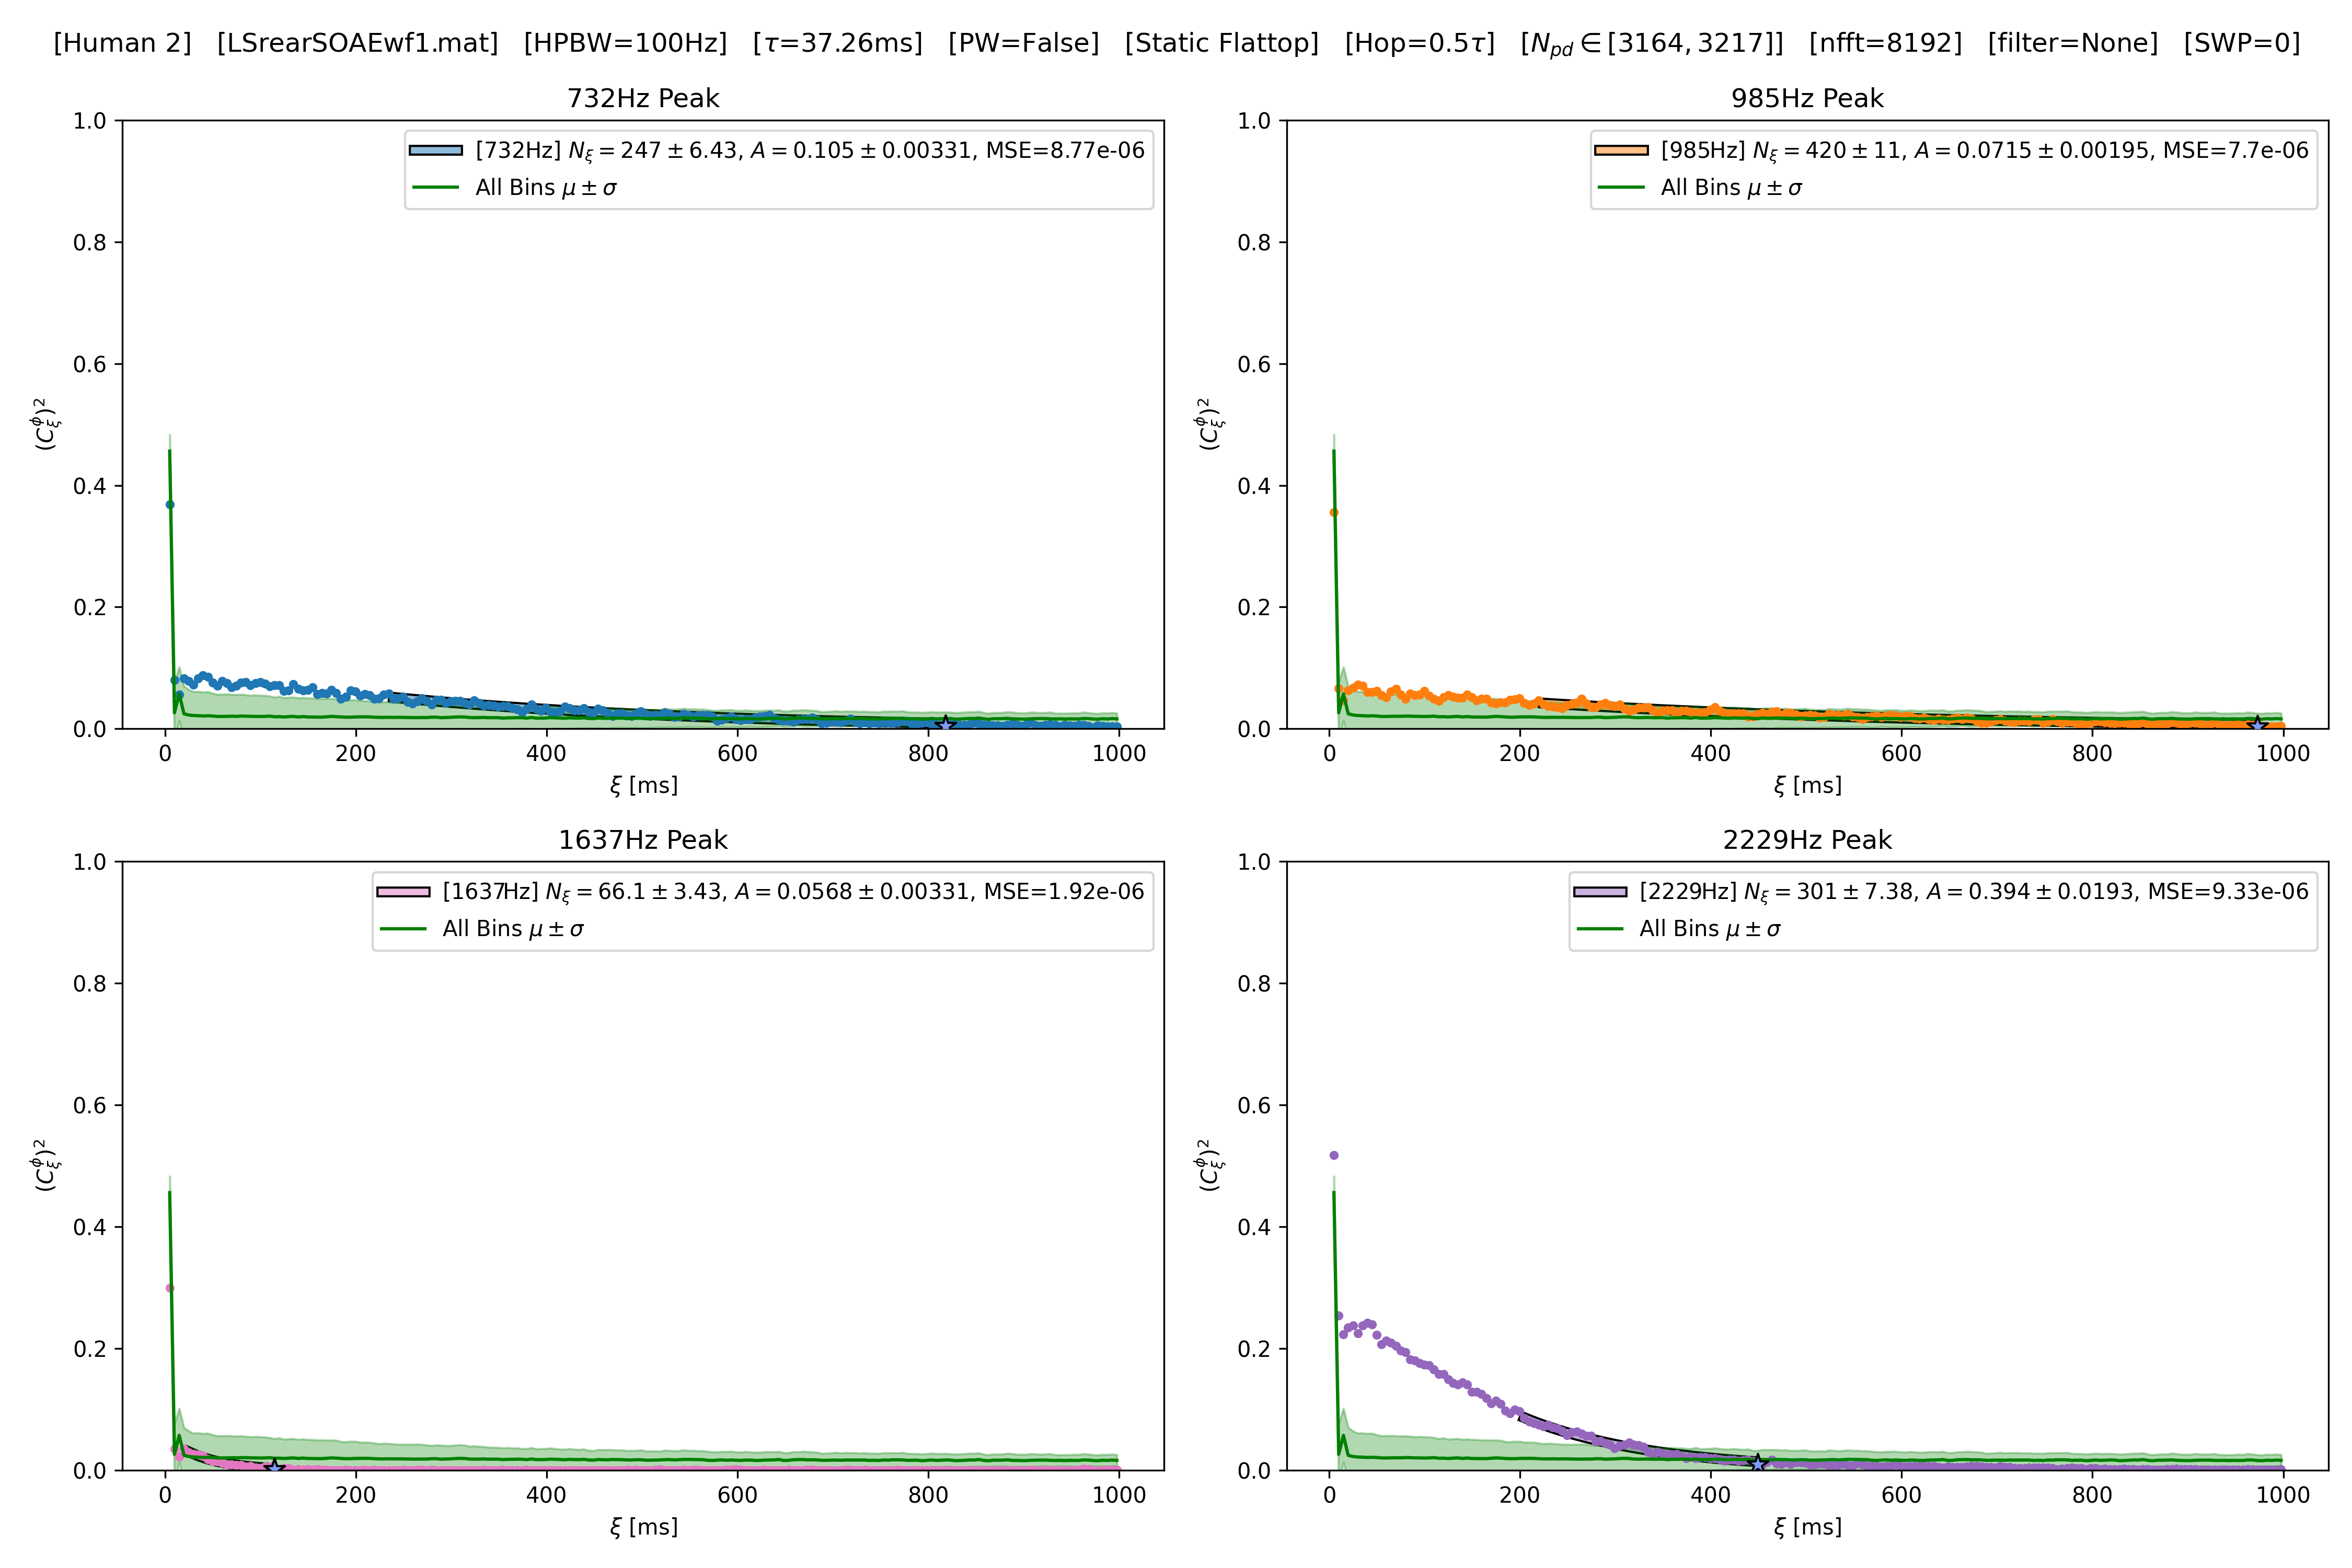 [Human 2] [LSrearSOAEwf1.mat] [HPBW=100Hz] [τ=37.26ms] [PW=False] [Static Flattop] [Hop=0.5τ] [N_pd ∈ [3164, 3217]] [nfft=8192] [filter=None] [SWP=0]
732Hz Peak
[732Hz] N_ξ = 247 ± 6.43, A = 0.105 ± 0.00331, MSE=8.77e-06
All Bins μ ± σ
1.0
0.8
0.6
0.4
0.2
0.0
(C_ξ^ϕ)²
0 200 400 600 800 1000
ξ [ms]
985Hz Peak
[985Hz] N_ξ = 420 ± 11, A = 0.0715 ± 0.00195, MSE=7.7e-06
All Bins μ ± σ
1.0
0.8
0.6
0.4
0.2
0.0
(C_ξ^ϕ)²
0 200 400 600 800 1000
ξ [ms]
1637Hz Peak
[1637Hz] N_ξ = 66.1 ± 3.43, A = 0.0568 ± 0.00331, MSE=1.92e-06
All Bins μ ± σ
1.0
0.8
0.6
0.4
0.2
0.0
(C_ξ^ϕ)²
0 200 400 600 800 1000
ξ [ms]
2229Hz Peak
[2229Hz] N_ξ = 301 ± 7.38, A = 0.394 ± 0.0193, MSE=9.33e-06
All Bins μ ± σ
1.0
0.8
0.6
0.4
0.2
0.0
(C_ξ^ϕ)²
0 200 400 600 800 1000
ξ [ms]